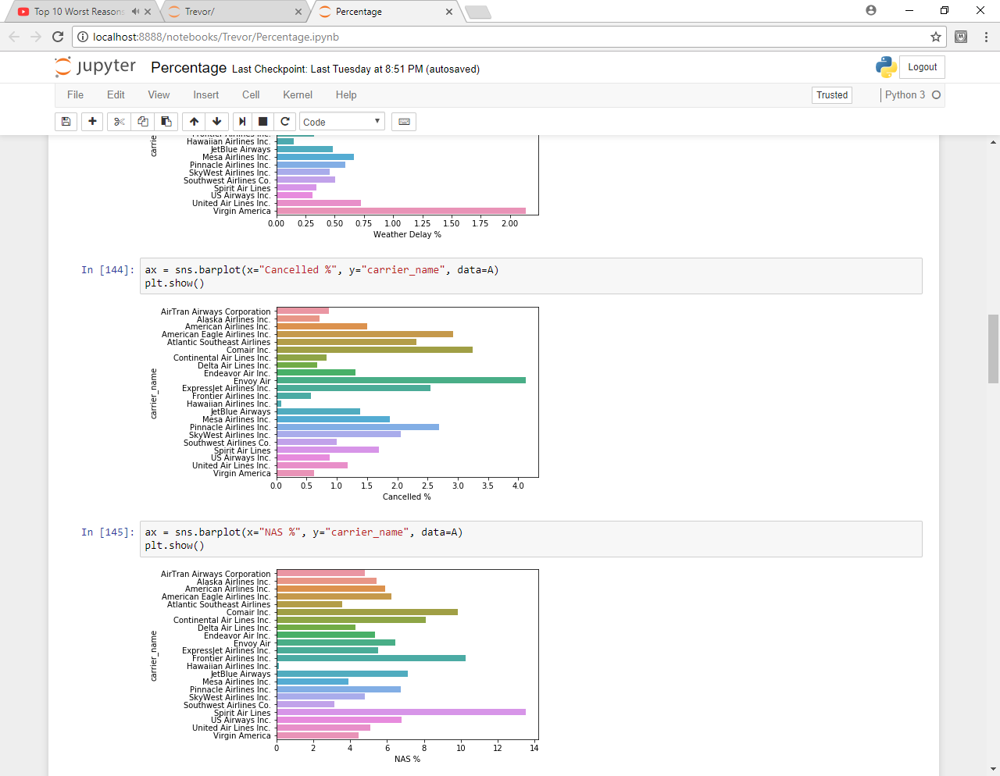 Top 10 Worst Reasons
Trevor/
Percentage
localhost:8888/notebooks/Trevor/Percentage.ipynb
jupyter
Percentage Last Checkpoint: Last Tuesday at 8:51 PM (autosaved)
Logout
File Edit View Insert Cell Kernel Help
Trusted
Python 3
Code
Frontier Airlines Inc.
Hawaiian Airlines Inc.
JetBlue Airways
Mesa Airlines Inc.
Pinnacle Airlines Inc.
SkyWest Airlines Inc.
Southwest Airlines Co.
Spirit Air Lines
US Airways Inc.
United Air Lines Inc.
Virgin America
carrie
0.00 0.25 0.50 0.75 1.00 1.25 1.50 1.75 2.00
Weather Delay %
In [144]:
ax = sns.barplot(x="Cancelled %", y="carrier_name", data=A)
plt.show()
AirTran Airways Corporation
Alaska Airlines Inc.
American Airlines Inc.
American Eagle Airlines Inc.
Atlantic Southeast Airlines
Comair Inc.
Continental Air Lines Inc.
Delta Air Lines Inc.
Endeavor Air Inc.
Envoy Air
ExpressJet Airlines Inc.
Frontier Airlines Inc.
Hawaiian Airlines Inc.
JetBlue Airways
Mesa Airlines Inc.
Pinnacle Airlines Inc.
SkyWest Airlines Inc.
Southwest Airlines Co.
Spirit Air Lines
US Airways Inc.
United Air Lines Inc.
Virgin America
carrier_name
0.0 0.5 1.0 1.5 2.0 2.5 3.0 3.5 4.0
Cancelled %
In [145]:
ax = sns.barplot(x="NAS %", y="carrier_name", data=A)
plt.show()
AirTran Airways Corporation
Alaska Airlines Inc.
American Airlines Inc.
American Eagle Airlines Inc.
Atlantic Southeast Airlines
Comair Inc.
Continental Air Lines Inc.
Delta Air Lines Inc.
Endeavor Air Inc.
Envoy Air
ExpressJet Airlines Inc.
Frontier Airlines Inc.
Hawaiian Airlines Inc.
JetBlue Airways
Mesa Airlines Inc.
Pinnacle Airlines Inc.
SkyWest Airlines Inc.
Southwest Airlines Co.
Spirit Air Lines
US Airways Inc.
United Air Lines Inc.
Virgin America
carrier_name
0 2 4 6 8 10 12 14
NAS %